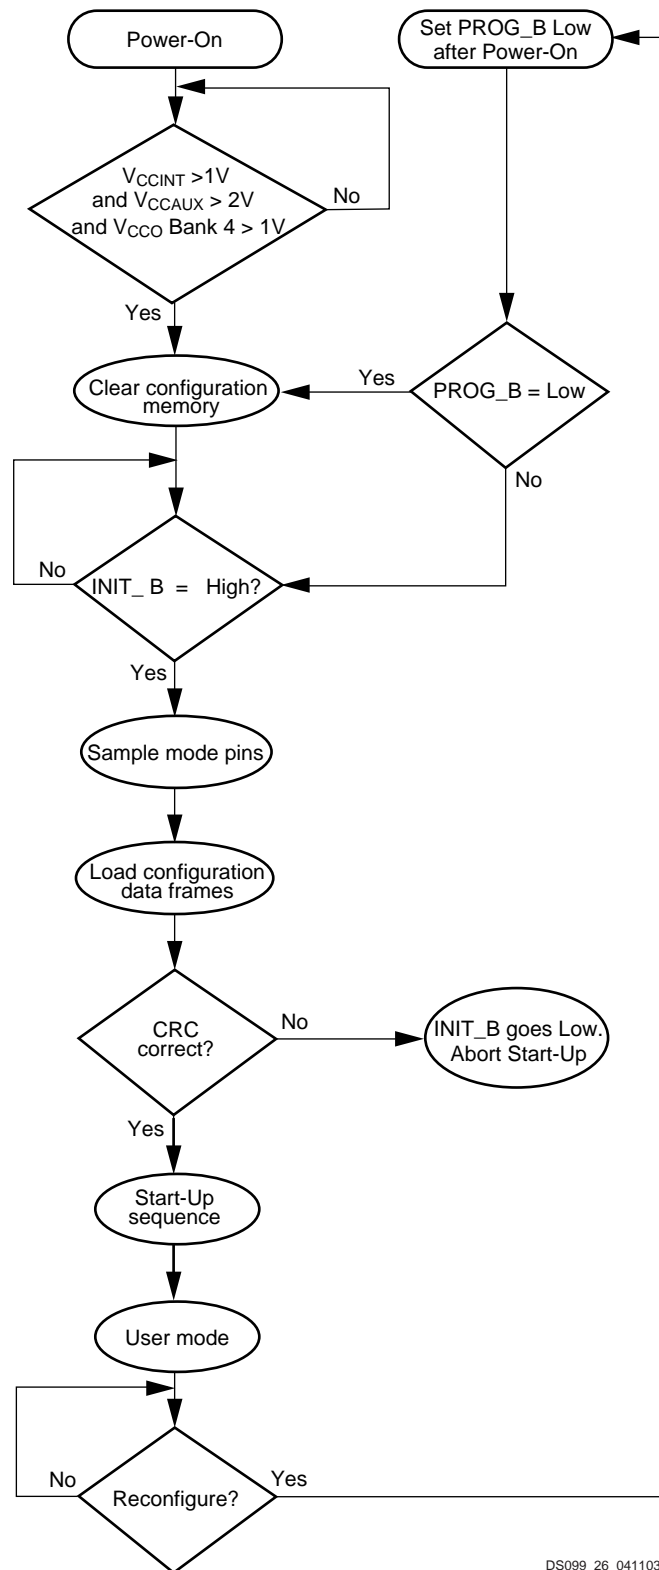 Power-On
Set PROG_B Low
after Power-On
VCCINT >1V
and VCCAUX > 2V
and VCCO Bank 4 > 1V
No
Yes
Clear configuration
memory
Yes
PROG_B = Low
No
No
INIT_ B = High?
Yes
Sample mode pins
Load configuration
data frames
CRC
correct?
No
INIT_B goes Low.
Abort Start-Up
Yes
Start-Up
sequence
User mode
No
Reconfigure?
Yes
DS099_26_041103